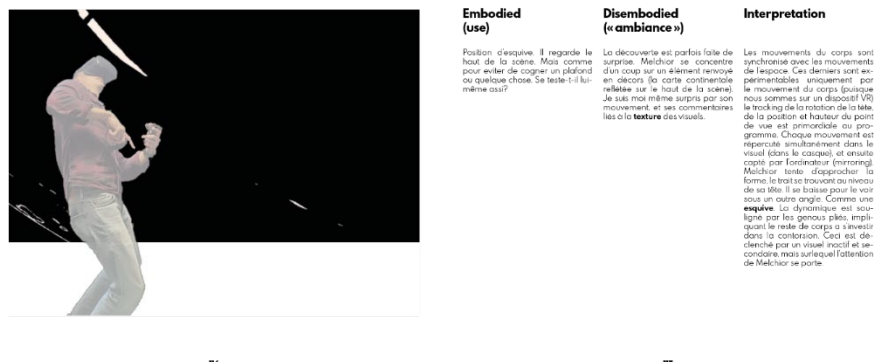 Embodied
(use)
Position d'esquive. Il regarde le
haut de la scène. Mais comme
pour eviter de cogner un plafond
ou quelque chose. Se teste-t-il lui-
même assi?
Disembodied
(« ambiance »)
La découverte est parfois faite de
surprise. Melchior se concentre
d'un coup sur un élément renvoyé
en décors (la carte continentale
reflétée sur le haut de la scène).
Je suis moi même surpris par son
mouvement, et ses commentaires
liés à la texture des visuels.
Interpretation
Les mouvements du corps sont
synchronisé avec les mouvements
de l'espace. Ces derniers sont ex-
périmentables uniquement par
le mouvement du corps (puisque
nous sommes sur un dispositif VR)
le tracking de la rotation de la tête,
de la position et hauteur du point
de vue est primordiale au pro-
gramme. Chaque mouvement est
répercuté simultanément dans le
visuel (dans le casque), et ensuite
capté par l'ordinateur (mirroring).
Melchior tente d'approcher la
forme, le trait se trouvant au niveau
de sa tête. Il se baisse pour le voir
sous un autre angle. Comme une
esquive. La dynamique est sou-
ligné par les genous pliés, impli-
quant le reste de corps a s'investir
dans la contorsion. Ceci est dé-
clenché par un visuel inactif et se-
condaire, mais surlequel l'attention
de Melchior se porte.